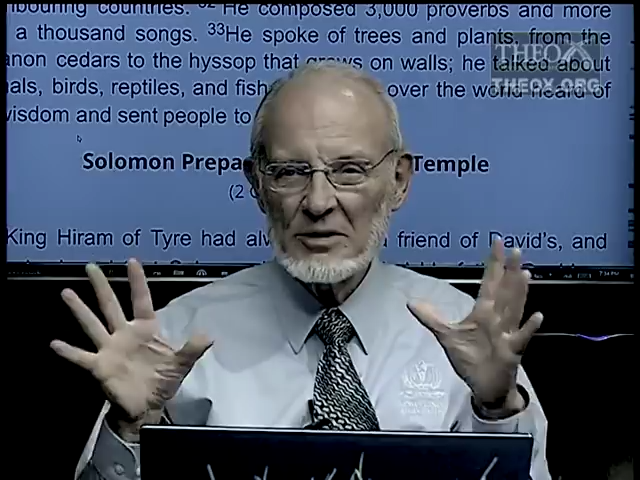 bouring countries. 32 He composed 3,000 proverbs and more
a thousand songs. 33He spoke of trees and plants, from the
anon cedars to the hyssop that grows on walls; he talked about
als, birds, reptiles, and fish over the world heard of
wisdom and sent people to
Solomon Prepa Temple
(2
King Hiram of Tyre had al a friend of David's, and
THEOX
THEOX.ORG
7:34 PM